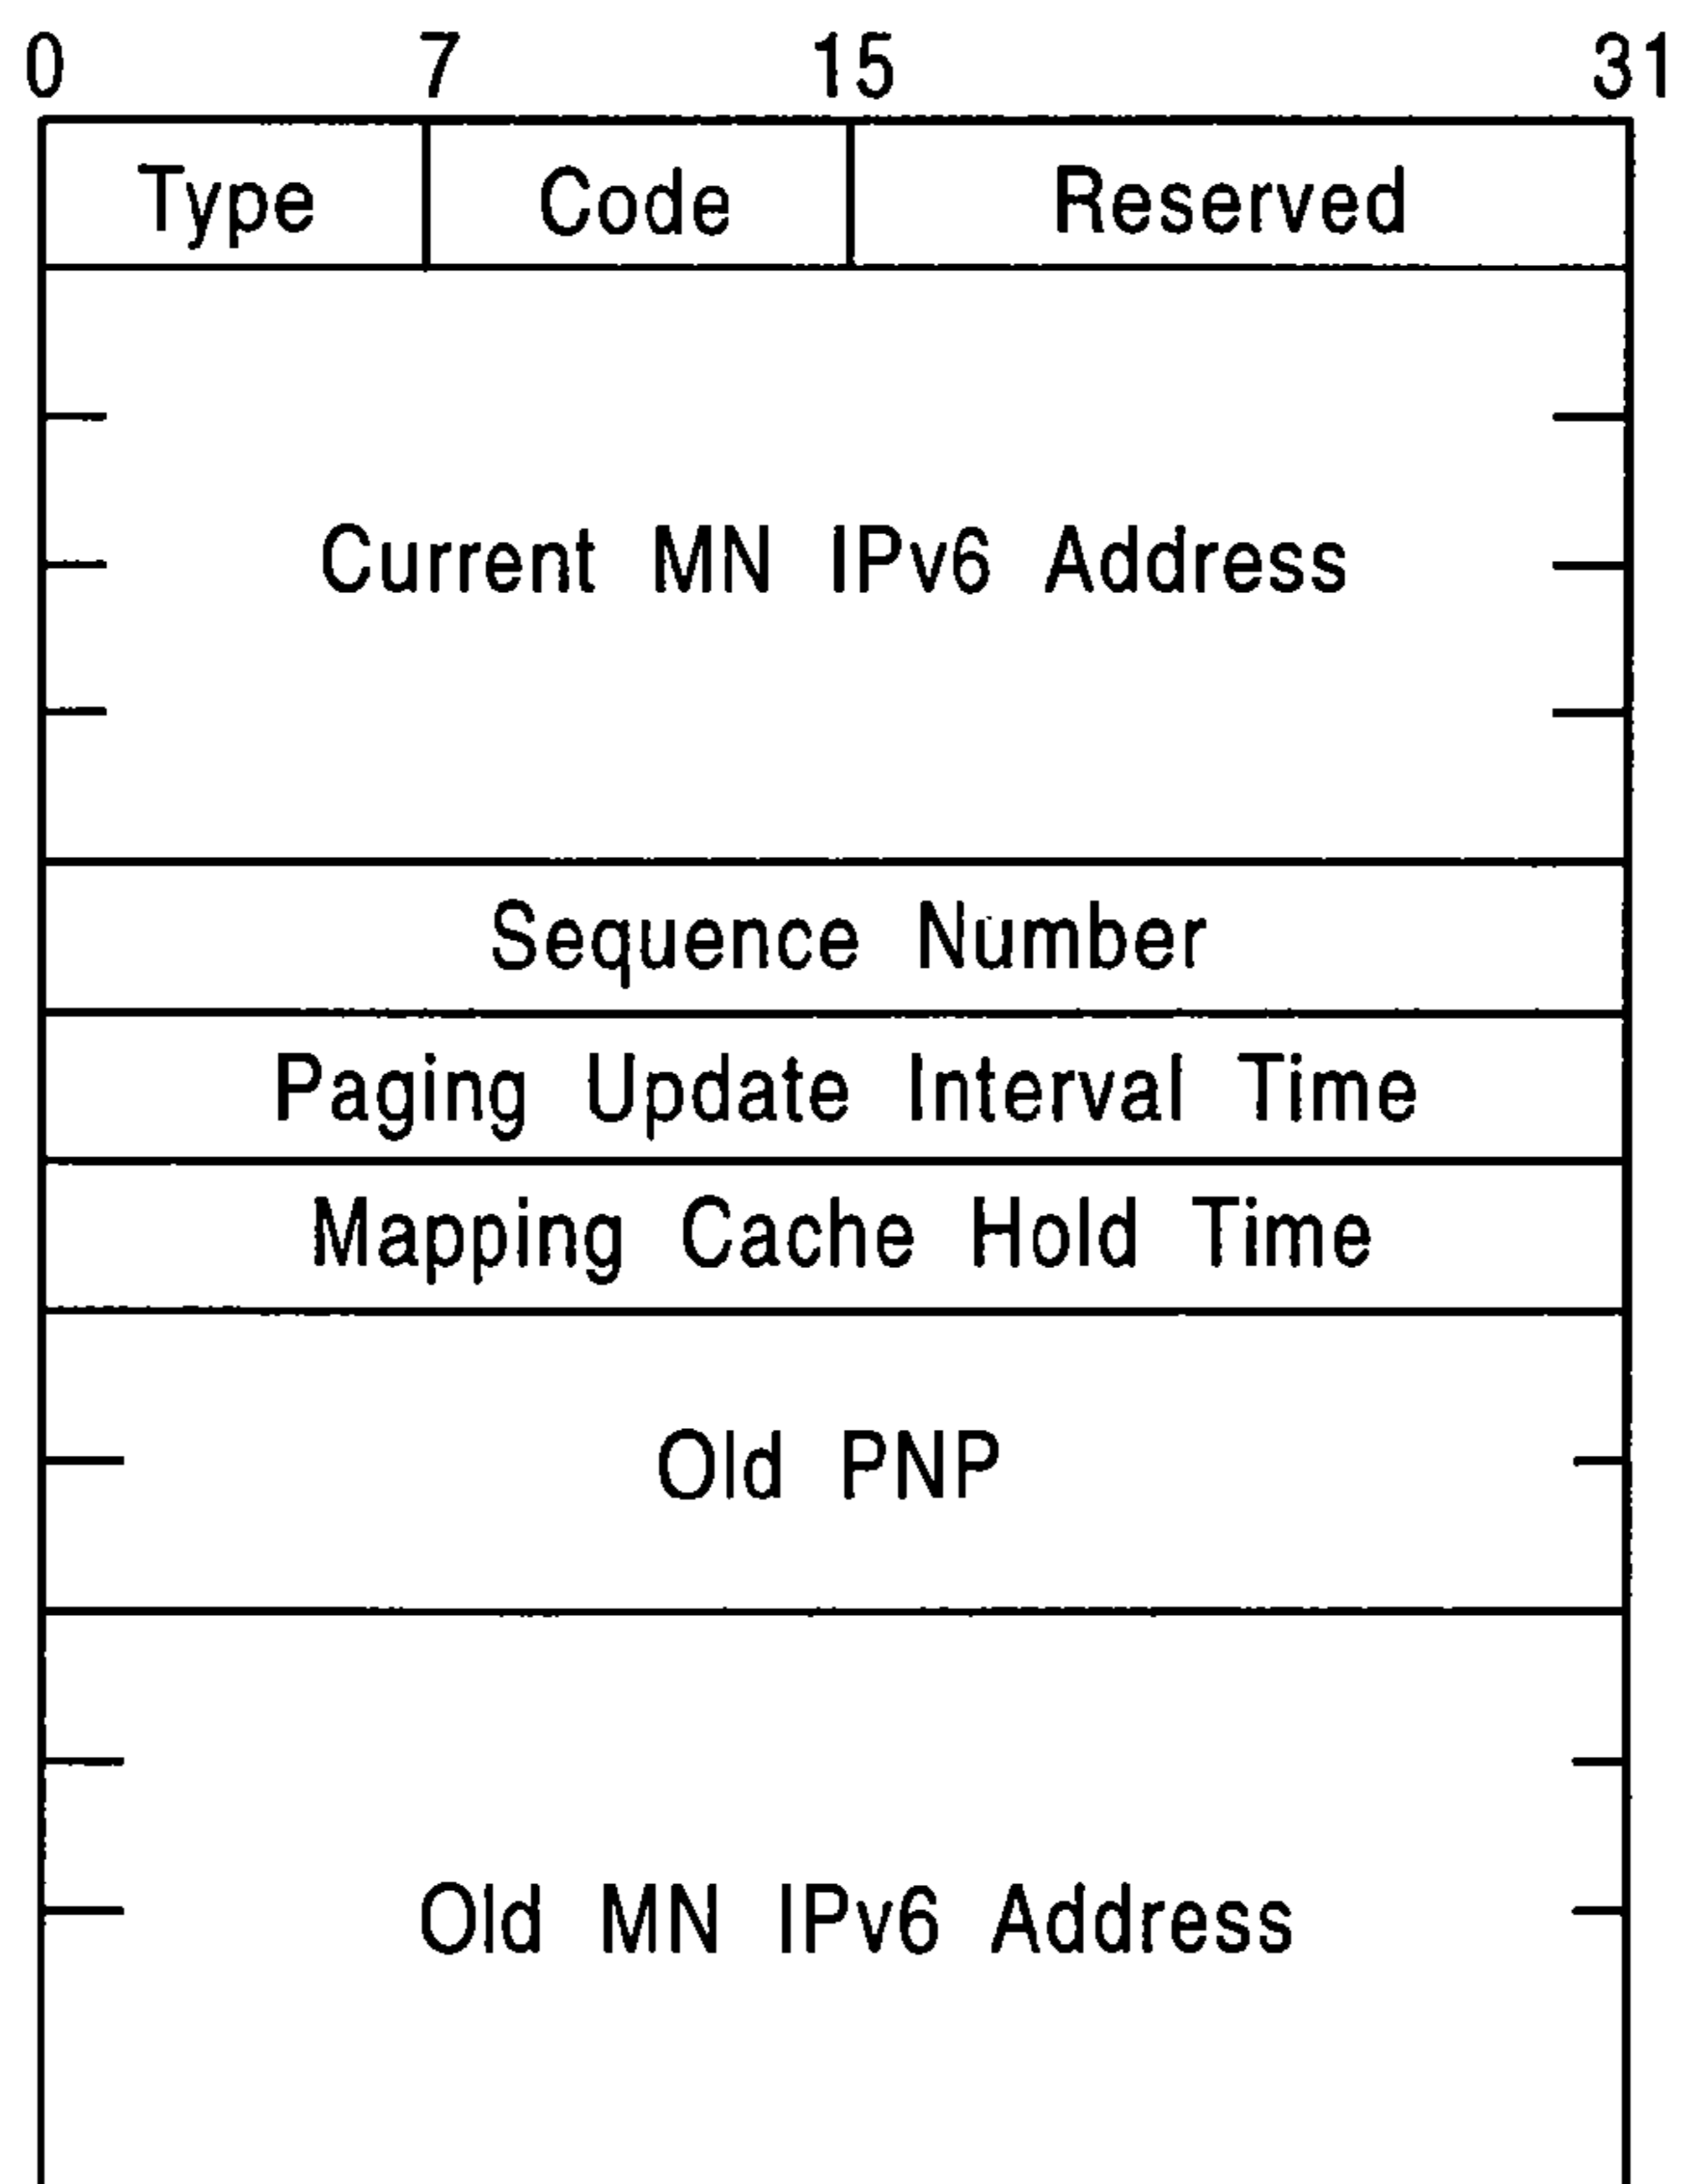 0 7 15 31
Type Code Reserved
Current MN IPv6 Address
Sequence Number
Paging Update Interval Time
Mapping Cache Hold Time
Old PNP
Old MN IPv6 Address